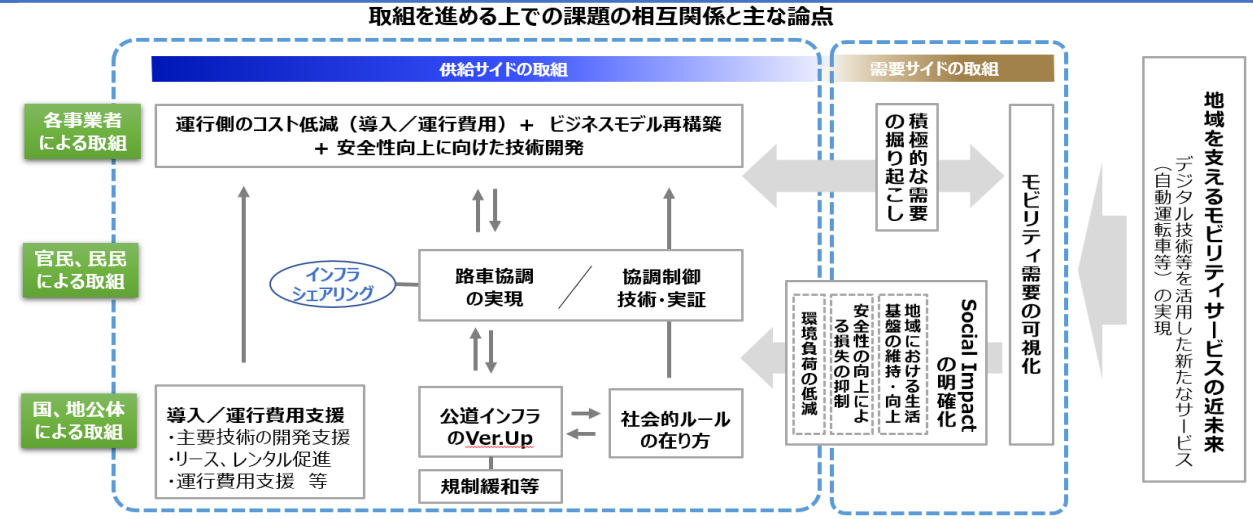 取組を進める上での課題の相互関係と主な論点
供給サイドの取組
需要サイドの取組
各事業者
による取組
運行側のコスト低減（導入／運行費用）＋ ビジネスモデル再構築
＋ 安全性向上に向けた技術開発
積極的な需要
の掘り起こし
モビリティ需要の可視化
地域を支えるモビリティサービスの近未来
デジタル技術等を活用した新たなサービス
（自動運転車等）の実現
官民、民民
による取組
インフラ
シェアリング
路車協調
の実現
／
協調制御
技術・実証
Social Impact
の明確化
地域における生活
基盤の維持・向上
安全性の向上によ
る損失の抑制
環境負荷の低減
国、地公体
による取組
導入／運行費用支援
・主要技術の開発支援
・リース、レンタル促進
・運行費用支援 等
公道インフラ
のVer.Up
規制緩和等
社会的ルール
の在り方